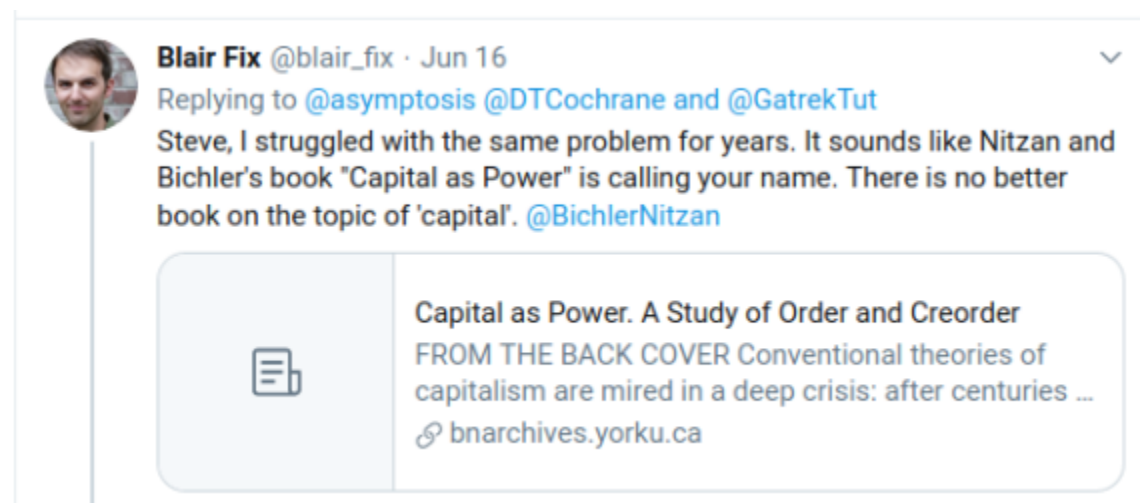 Blair Fix @blair_fix · Jun 16
Replying to @asymptosis @DTCochrane and @GatrekTut
Steve, I struggled with the same problem for years. It sounds like Nitzan and
Bichler's book "Capital as Power" is calling your name. There is no better
book on the topic of 'capital'. @BichlerNitzan
Capital as Power. A Study of Order and Creorder
FROM THE BACK COVER Conventional theories of
capitalism are mired in a deep crisis: after centuries ...
bnarchives.yorku.ca